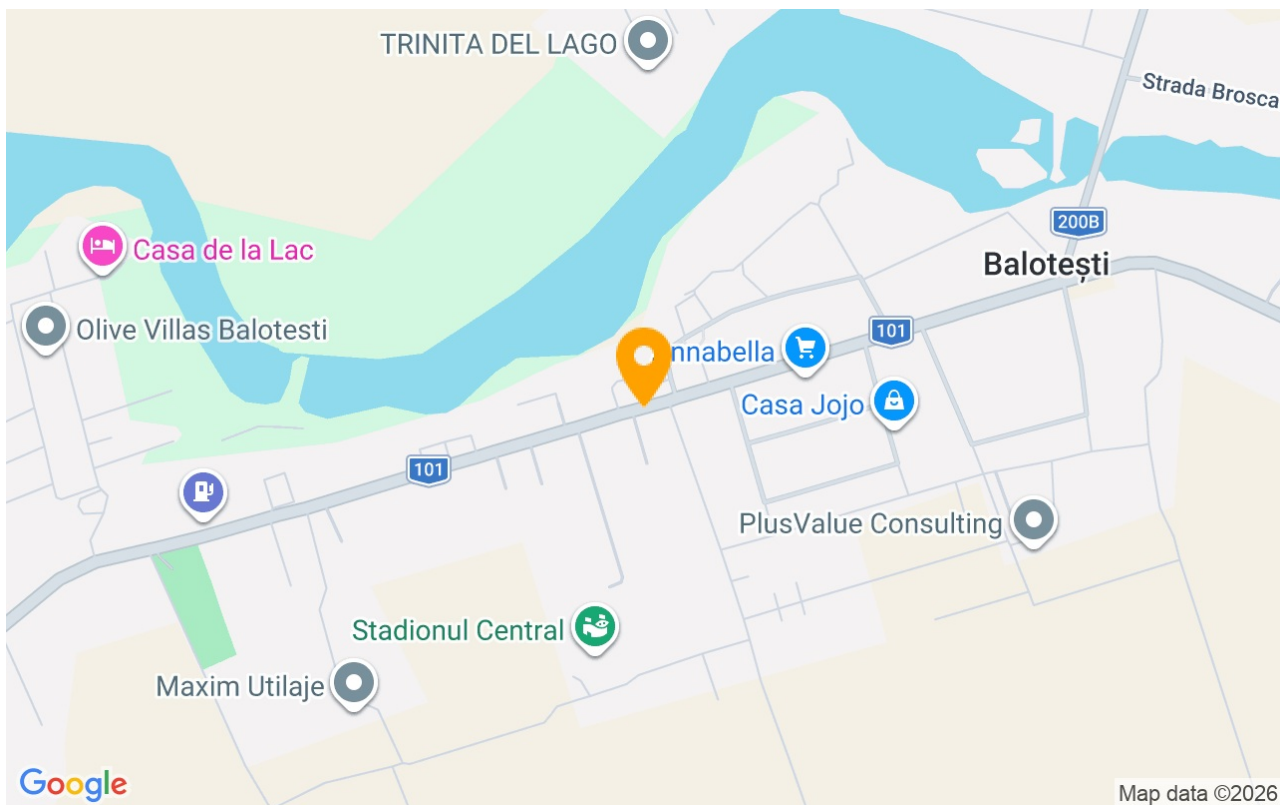 TRINITA DEL LAGO
Strada Brosca
200B
Balotești
Casa de la Lac
Olive Villas Balotesti
101
nnabella
Casa Jojo
101
PlusValue Consulting
Stadionul Central
Maxim Utilaje
Google
Map data ©2026